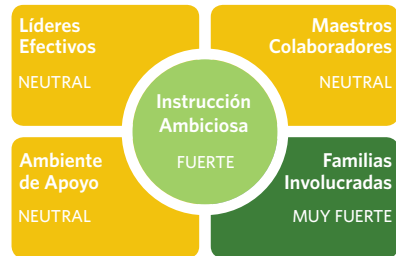 Líderes
Efectivos
NEUTRAL
Maestros
Colaboradores
NEUTRAL
Instrucción
Ambiciosa
FUERTE
Ambiente
de Apoyo
NEUTRAL
Familias
Involucradas
MUY FUERTE